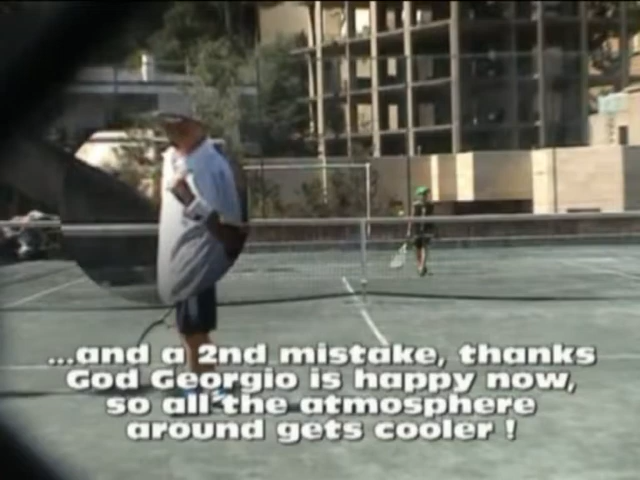 ...and a 2nd mistake, thanks
God Georgio is happy now,
so all the atmosphere
around gets cooler !